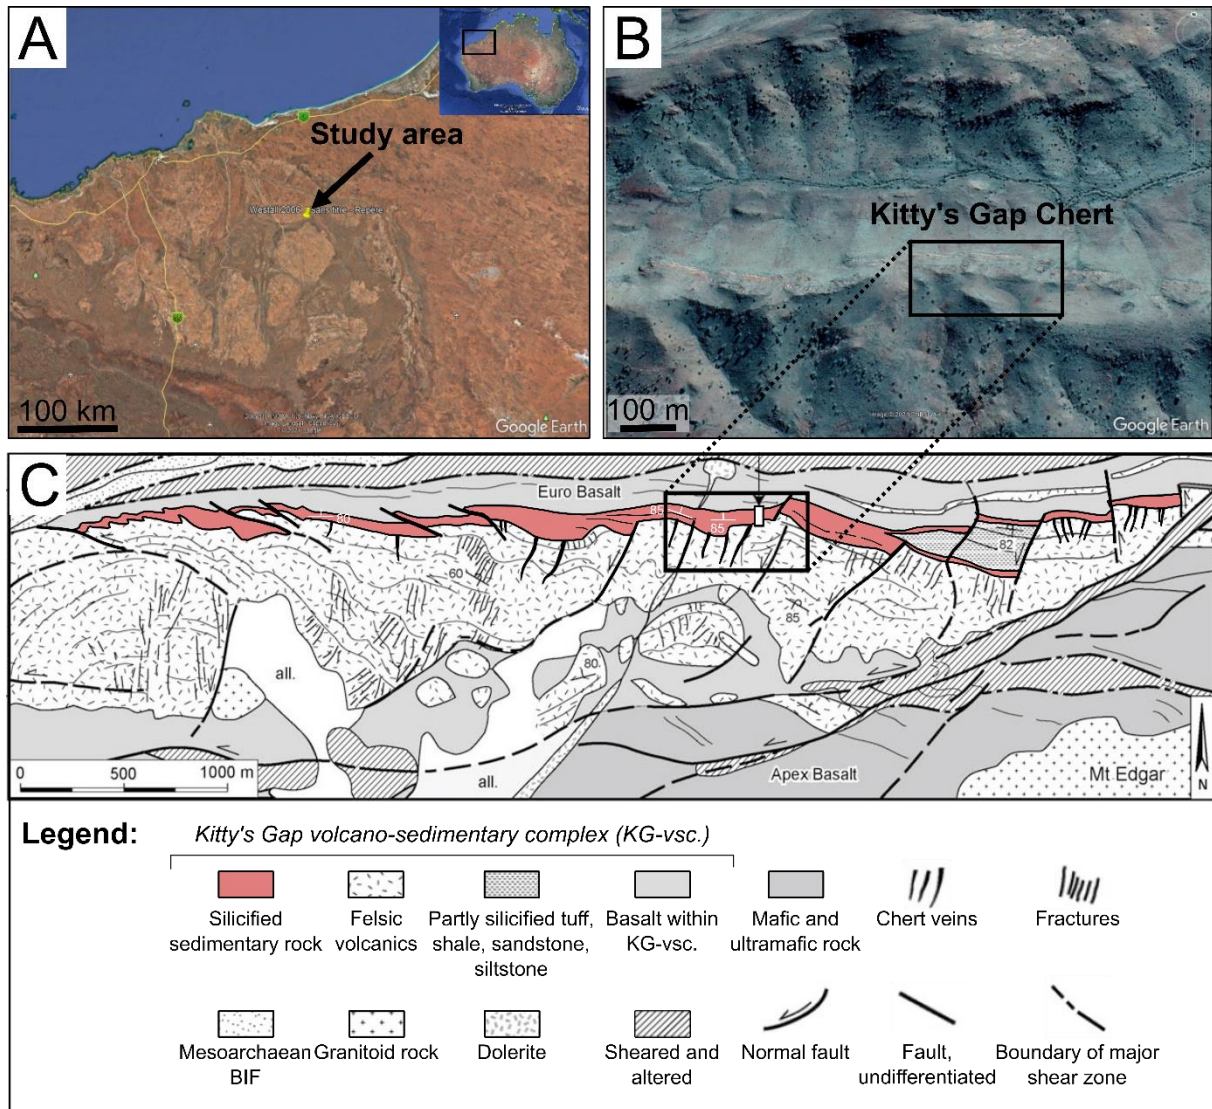 A
Study area
Westall 2006
Repère
100 km
Google Earth
B
Kitty's Gap Chert
100 m
Google Earth
C
Euro Basalt
80
85
85
82
60
85
80
all.
all.
Apex Basalt
Mt Edgar
0 500 1000 m
N
Legend:
Kitty's Gap volcano-sedimentary complex (KG-vsc.)
Silicified
sedimentary rock
Felsic
volcanics
Partly silicified tuff,
shale, sandstone,
siltstone
Basalt within
KG-vsc.
Mafic and
ultramafic rock
Chert veins
Fractures
Mesoarchaean
BIF
Granitoid rock
Dolerite
Sheared and
altered
Normal fault
Fault,
undifferentiated
Boundary of major
shear zone